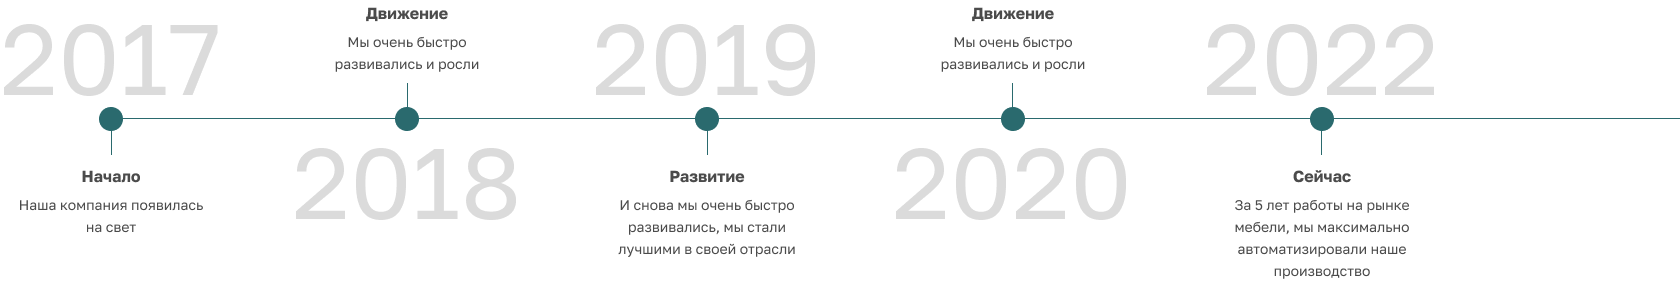 2017
Начало
Наша компания появилась
на свет
Движение
Мы очень быстро
развивались и росли
2018
2019
Развитие
И снова мы очень быстро
развивались, мы стали
лучшими в своей отрасли
Движение
Мы очень быстро
развивались и росли
2020
2022
Сейчас
За 5 лет работы на рынке
мебели, мы максимально
автоматизировали наше
производство